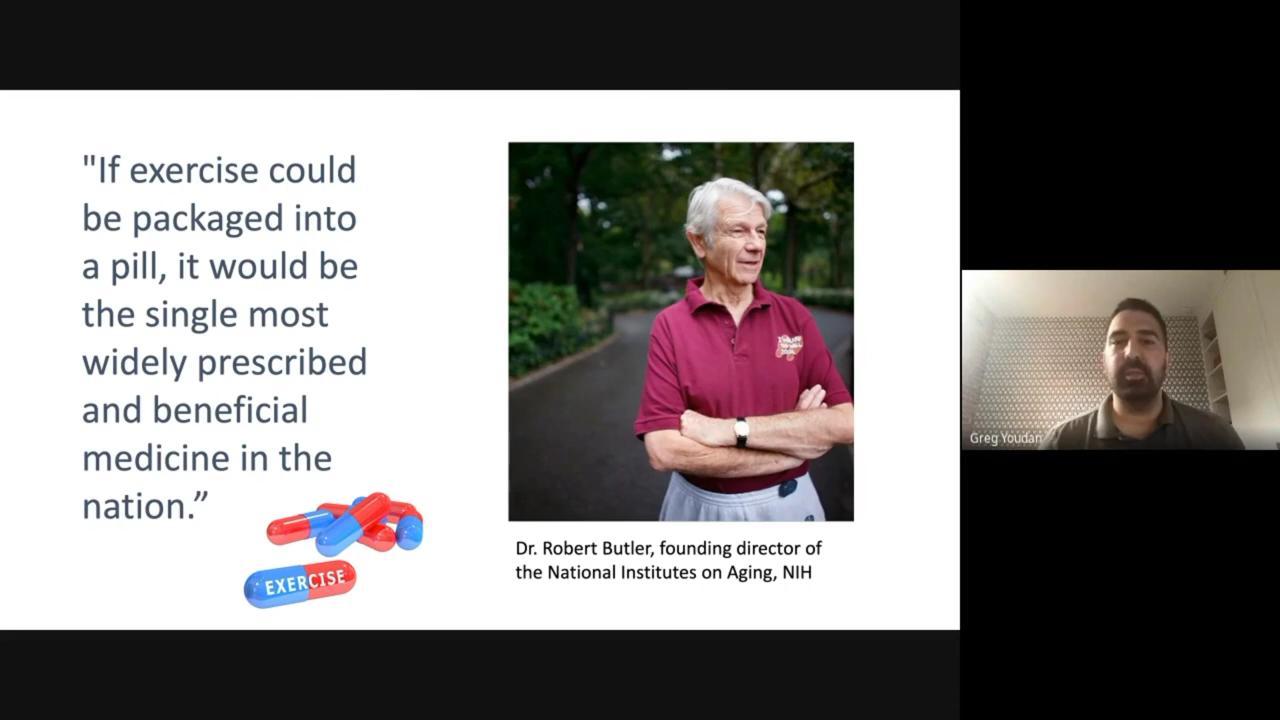 "If exercise could
be packaged into
a pill, it would be
the single most
widely prescribed
and beneficial
medicine in the
nation.”
EXERCISE
Dr. Robert Butler, founding director of
the National Institutes on Aging, NIH
Greg Youdan